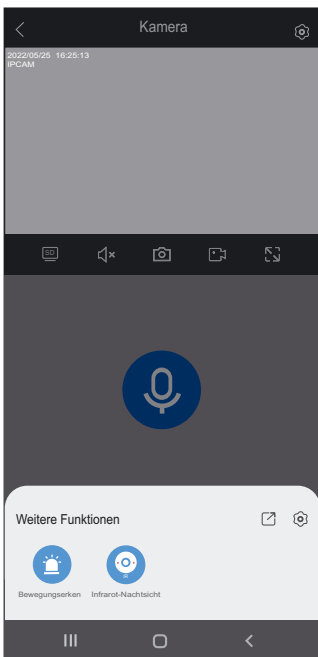 Kamera
2022/05/25 16:25:13
IPCAM
SD
Weitere Funktionen
Bewegungserken Infrarot-Nachtsicht